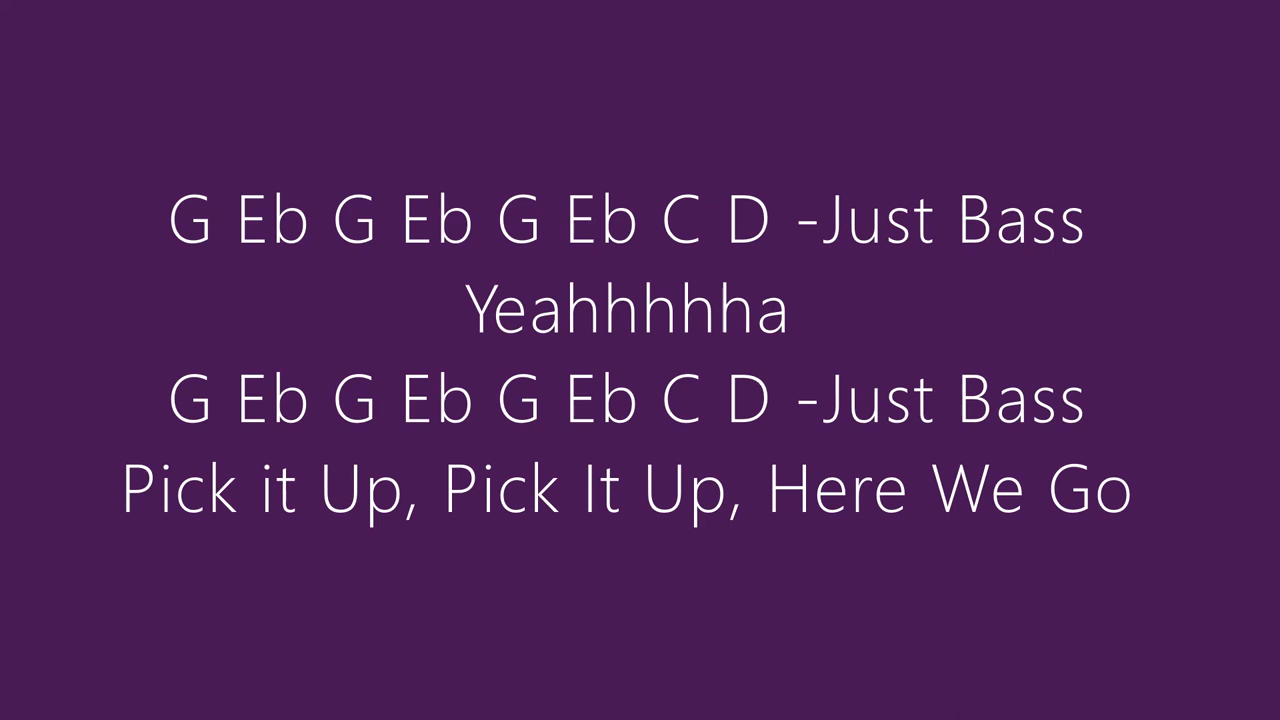 G Eb G Eb G Eb C D -Just Bass
Yeahhhhhha
G Eb G Eb G Eb C D -Just Bass
Pick it Up, Pick It Up, Here We Go